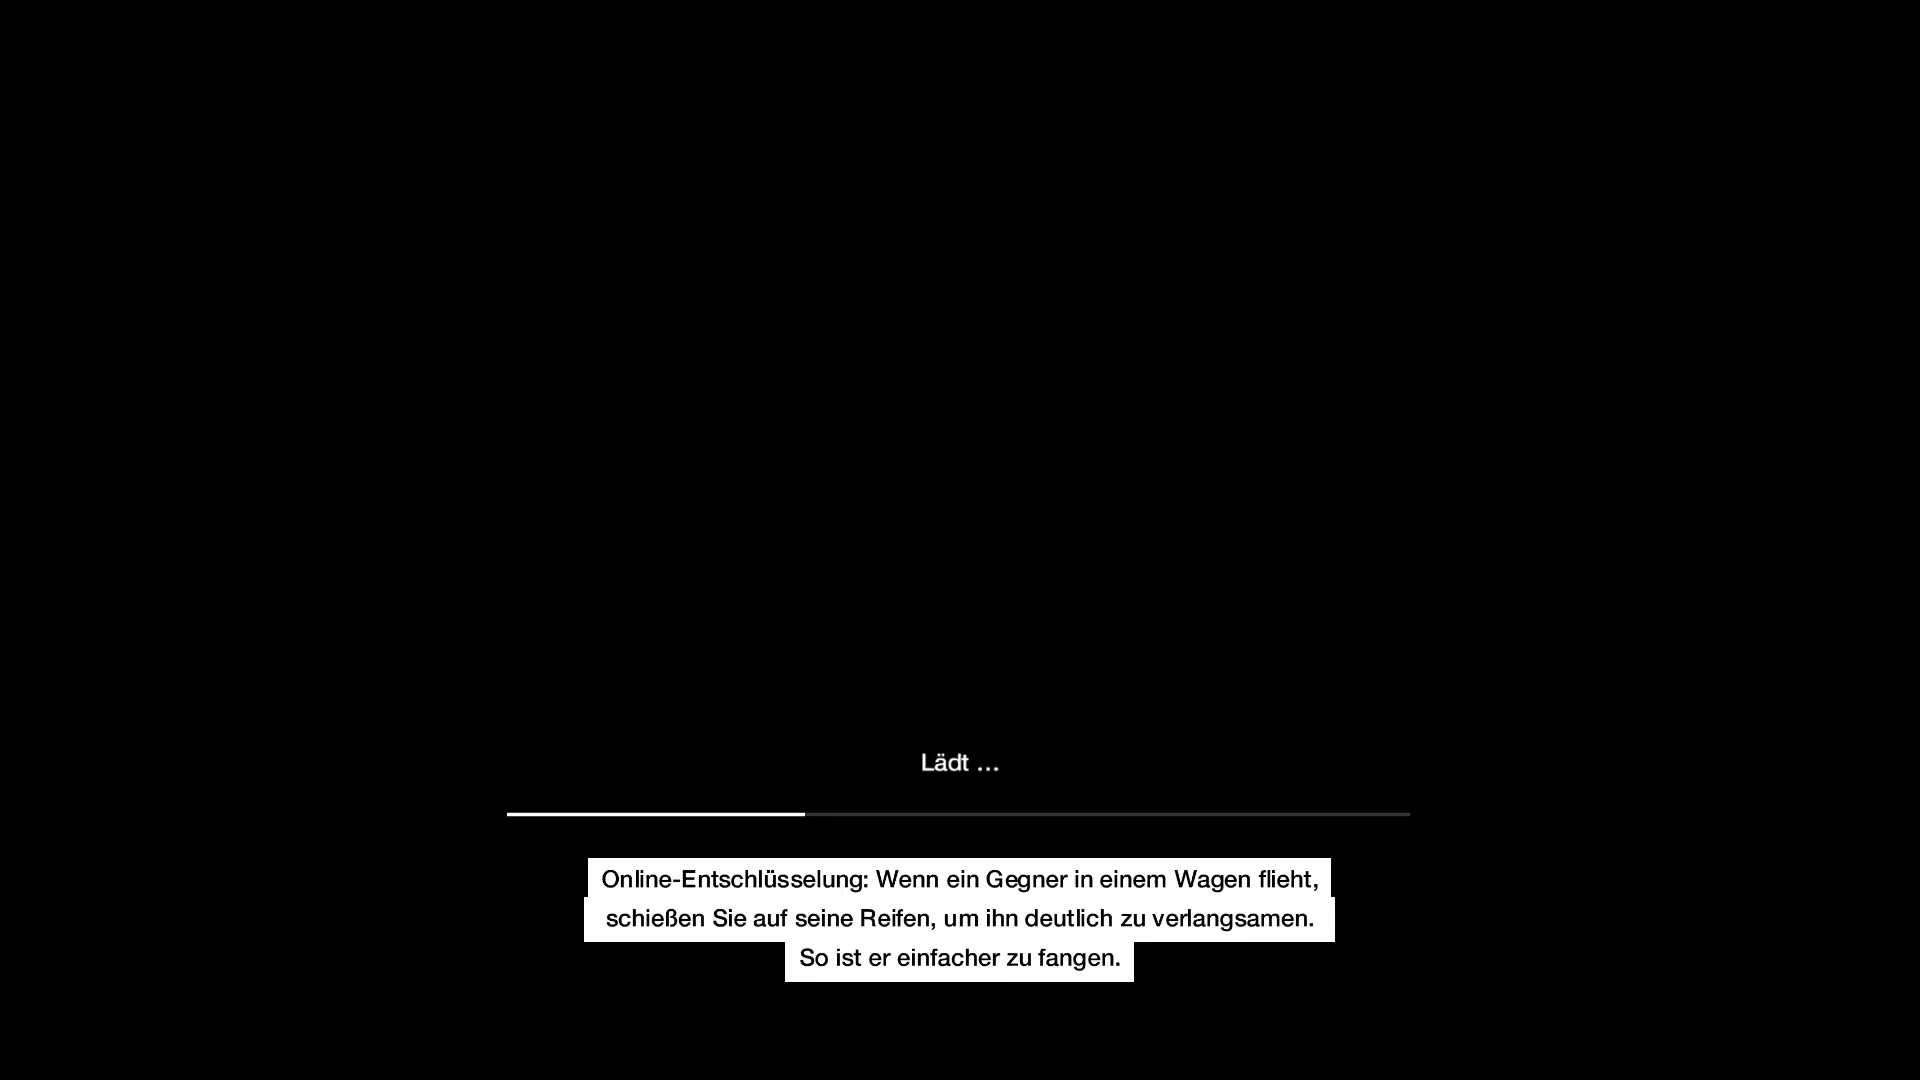 Lädt ...
Online-Entschlüsselung: Wenn ein Gegner in einem Wagen flieht,
schießen Sie auf seine Reifen, um ihn deutlich zu verlangsamen.
So ist er einfacher zu fangen.